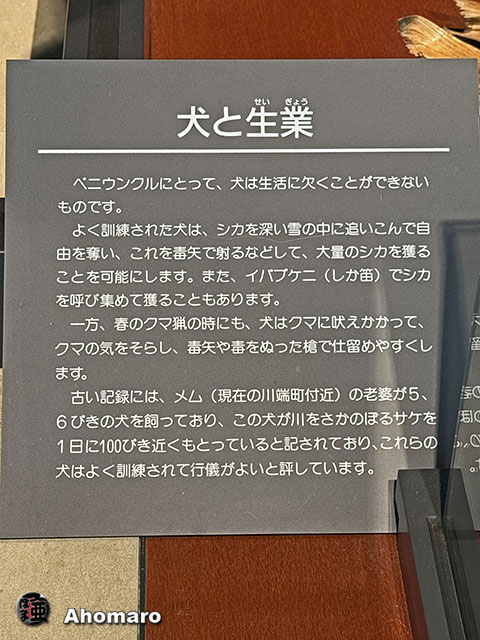 犬と生業
せい ぎょう
ペニウンクルにとって、犬は生活に欠くことができない
ものです。
よく訓練された犬は、シカを深い雪の中に追いこんで自
由を奪い、これを毒矢で射るなどして、大量のシカを獲る
ことを可能にします。また、イパプケニ(しか笛)でシカ
を呼び集めて獲ることもあります。
一方、春のクマ猟の時にも、犬はクマに吠えかかって、
クマの気をそらし、毒矢や毒をぬった槍で仕留めやすくし
ます。
古い記録には、メム(現在の川端町付近)の老婆が5、
6ぴきの犬を飼っており、この犬が川をさかのぼるサケを
1日に100ぴき近くもとっていると記されており、これらの
犬はよく訓練されて行儀がよいと評しています。
Ahomaro